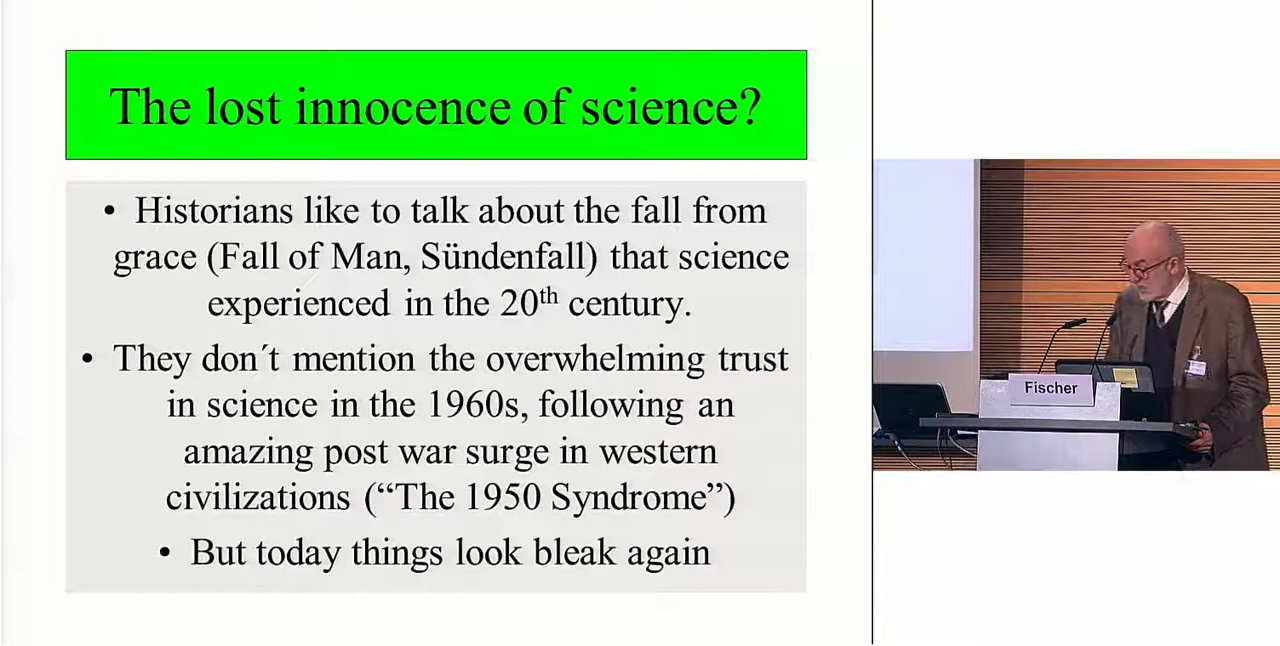 The lost innocence of science?
• Historians like to talk about the fall from
grace (Fall of Man, Sündenfall) that science
experienced in the 20th century.
• They don´t mention the overwhelming trust
in science in the 1960s, following an
amazing post war surge in western
civilizations (“The 1950 Syndrome”)
• But today things look bleak again
Fischer